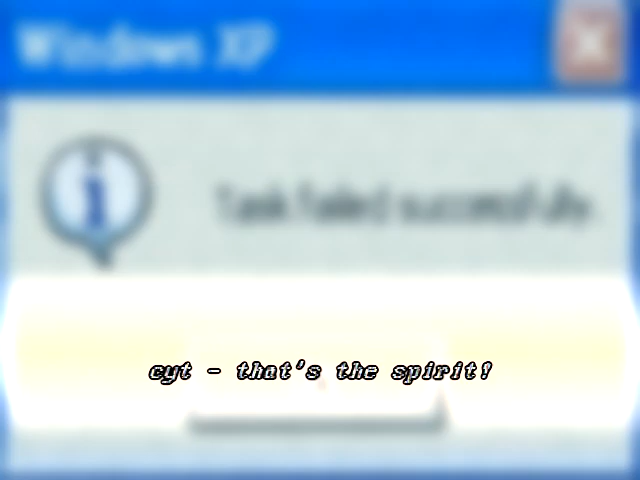 Windows XP
Task failed successfully.
cyt - that's the spirit!